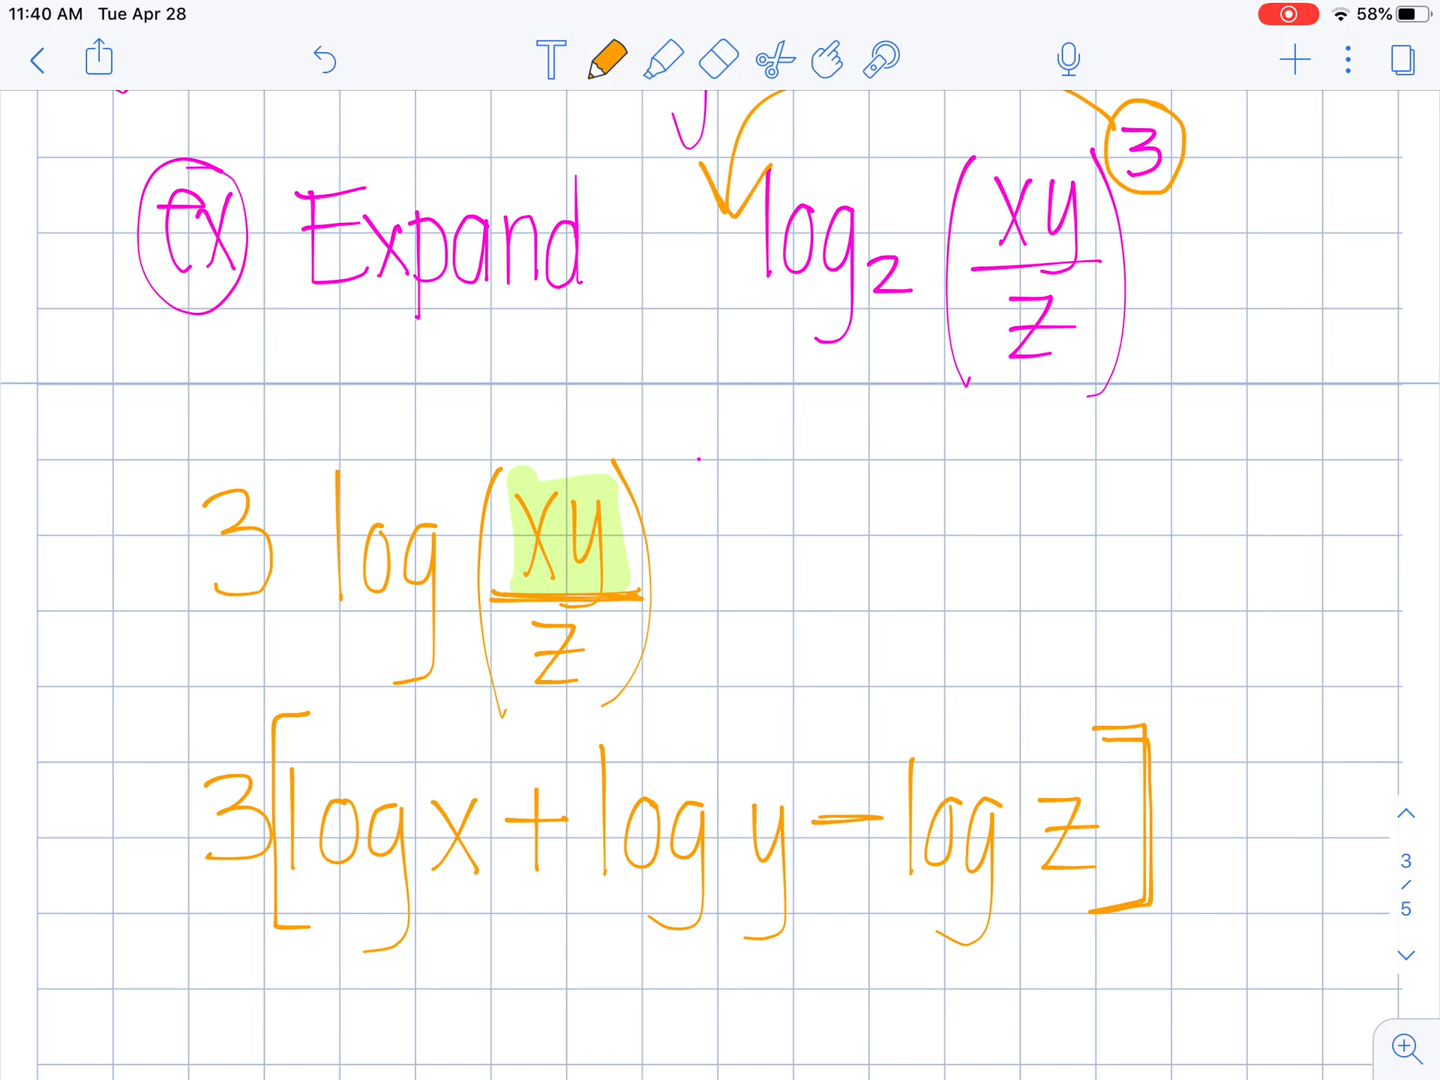 11:40 AM Tue Apr 28 58%
T
Ex Expand log₂ (xy/z)³
3 log (xy/z)
3[log x + log y – log z]
3
/
5